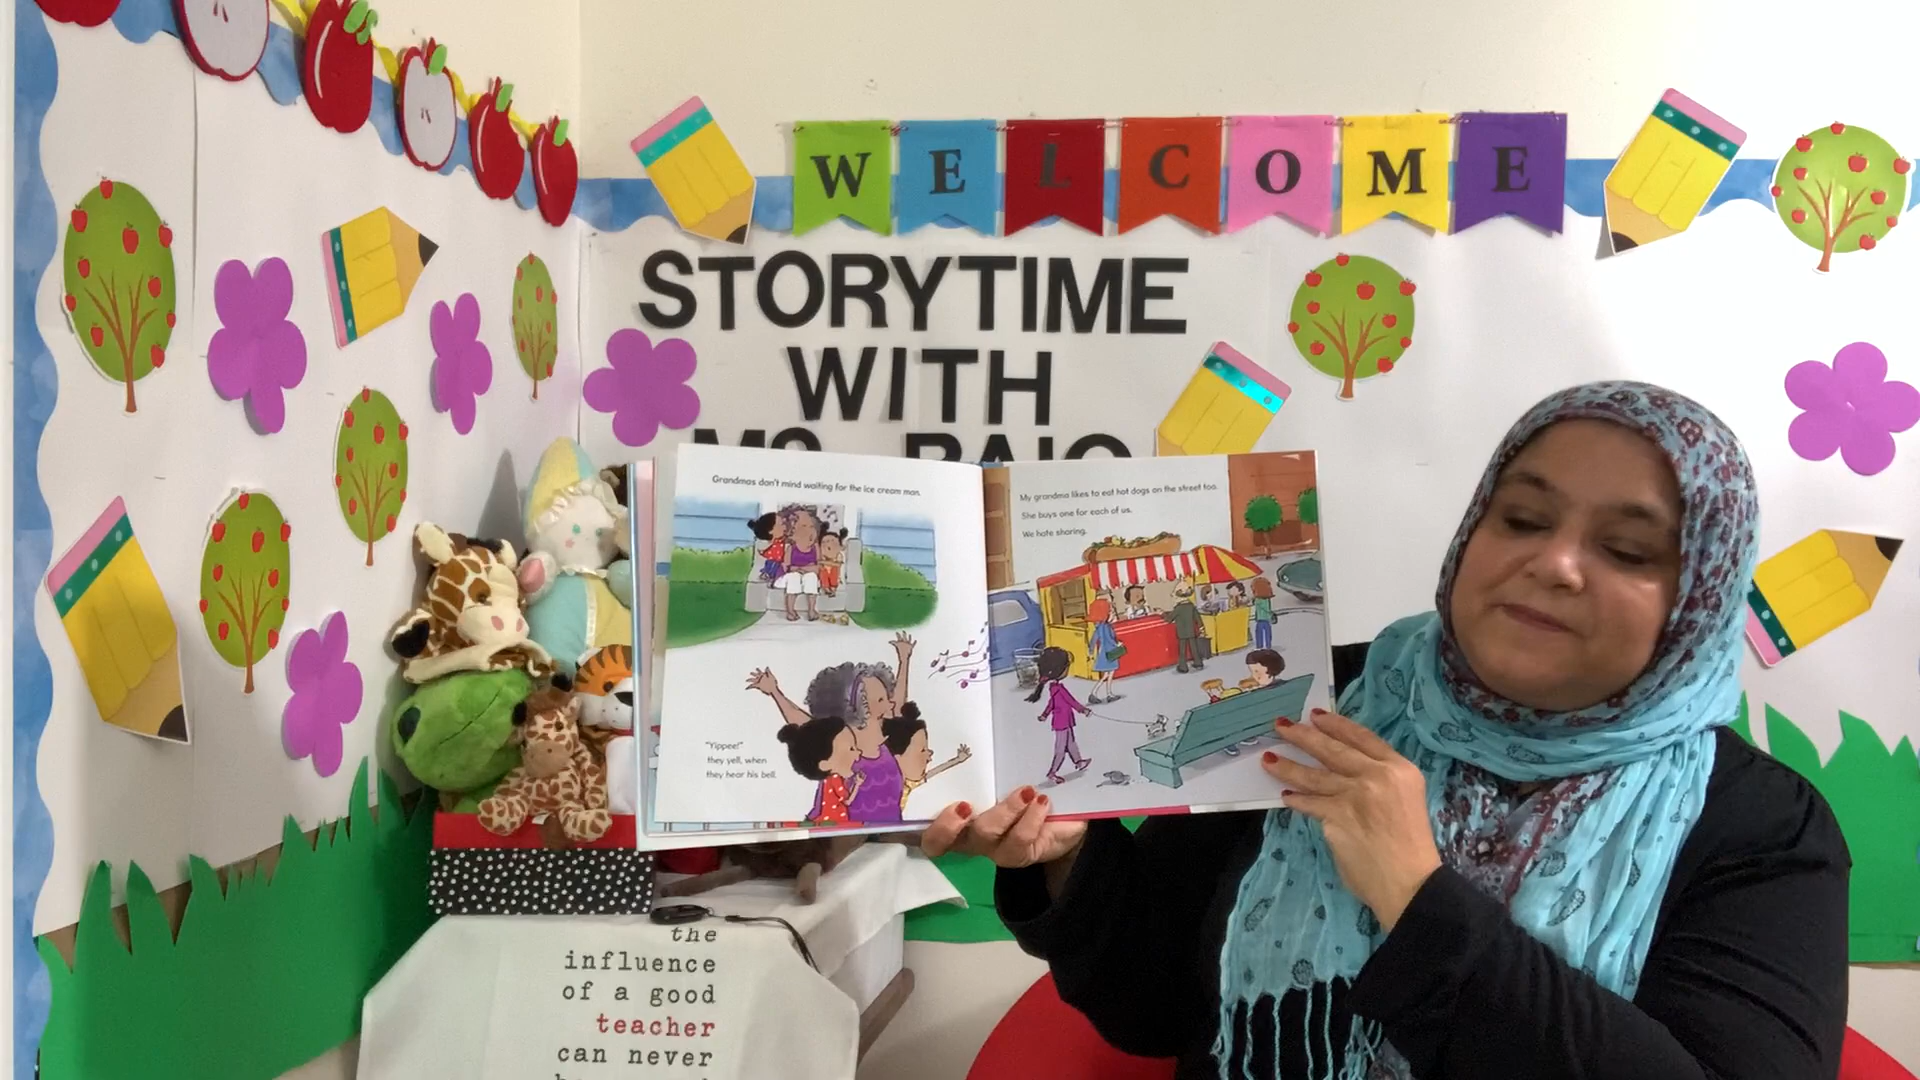 WELCOME
STORYTIME
WITH
Grandmas don't mind waiting for the ice cream man.
"Yippee!"
they yell, when
they hear his bell.
My grandma likes to eat hot dogs on the street too.
She buys one for each of us.
We hate sharing.
the
influence
of a good
teacher
can never